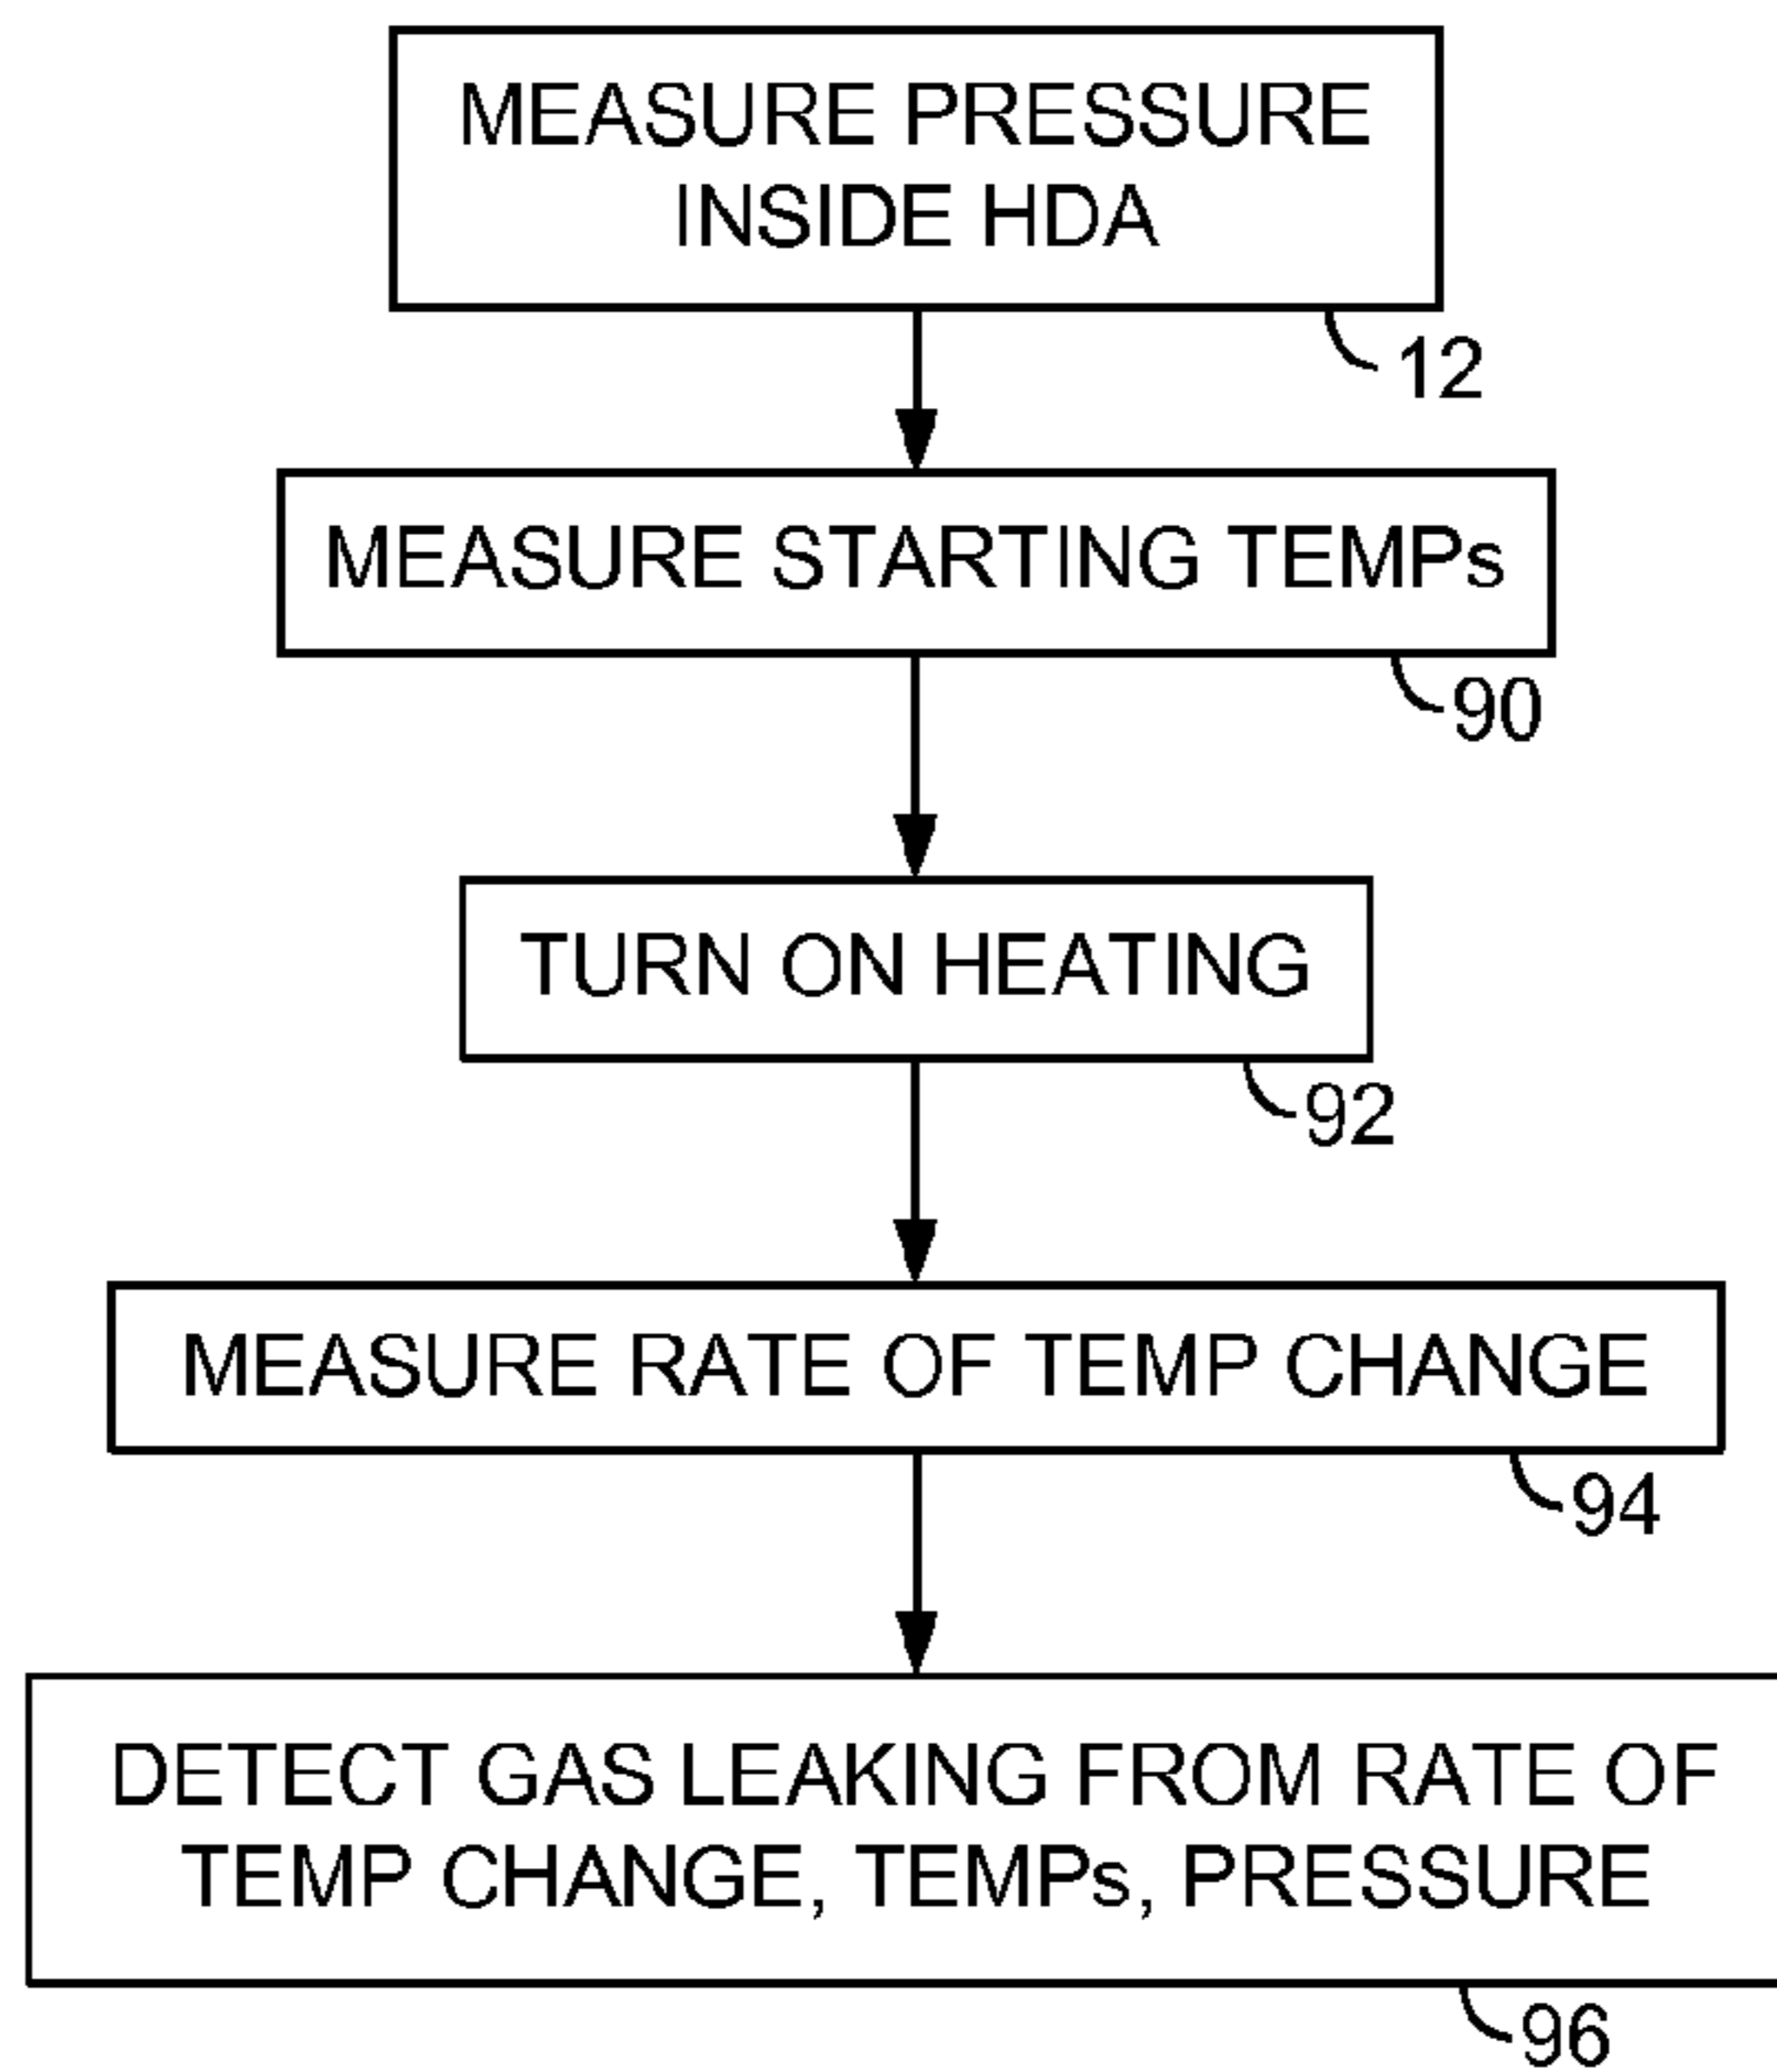 MEASURE PRESSURE
INSIDE HDA
12
MEASURE STARTING TEMPs
90
TURN ON HEATING
92
MEASURE RATE OF TEMP CHANGE
94
DETECT GAS LEAKING FROM RATE OF
TEMP CHANGE, TEMPs, PRESSURE
96